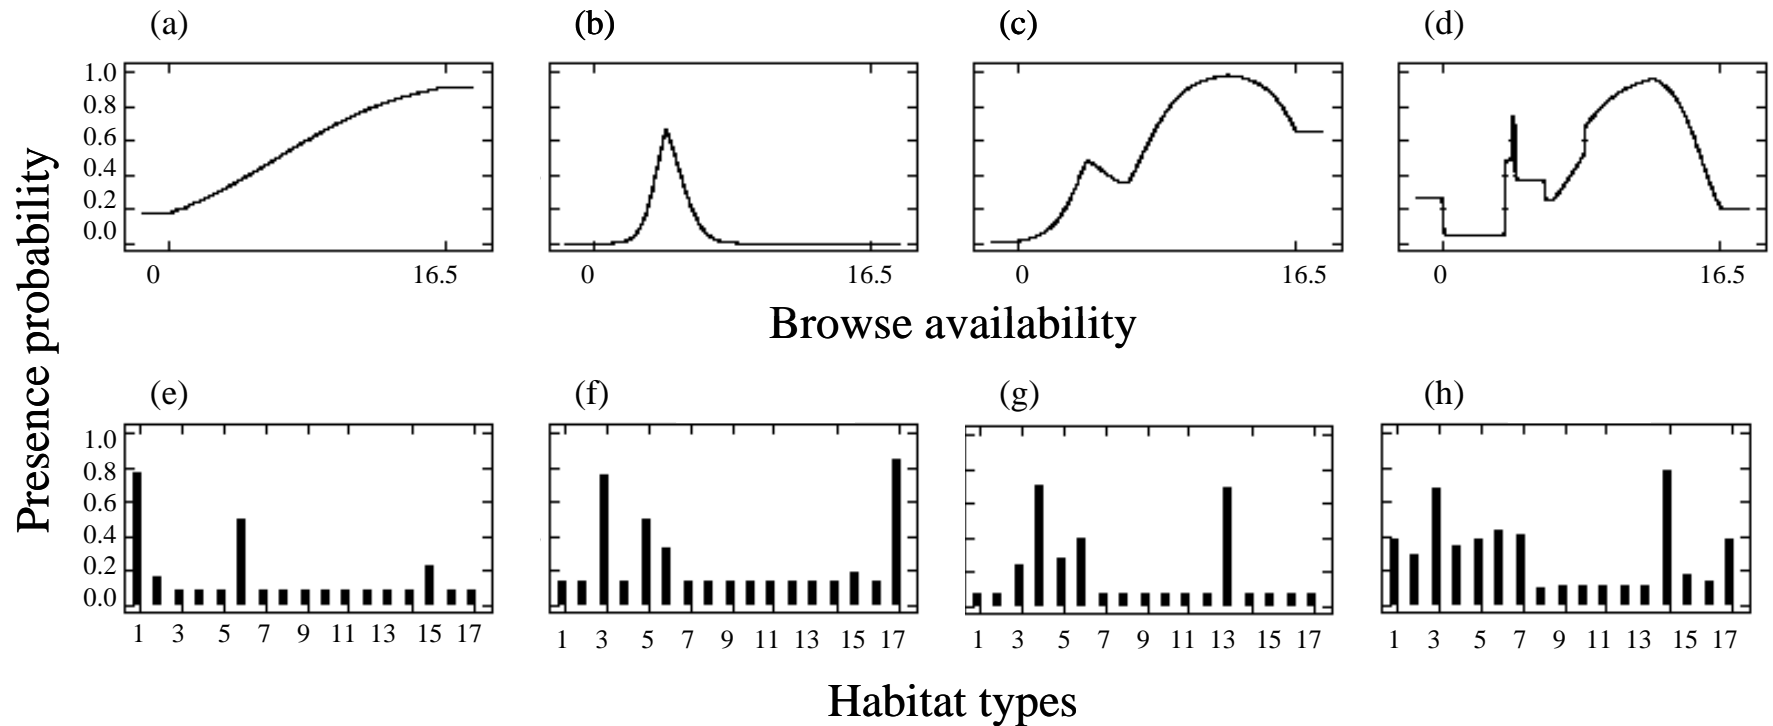 (a) (b) (c) (d)
1.0
0.8
0.6
0.4
0.2
0.0
0 16.5 0 16.5 0 16.5 0 16.5
Browse availability
Presence probability
(e) (f) (g) (h)
1.0
0.8
0.6
0.4
0.2
0.0
1 3 5 7 9 11 13 15 17 1 3 5 7 9 11 13 15 17 1 3 5 7 9 11 13 15 17 1 3 5 7 9 11 13 15 17
Habitat types